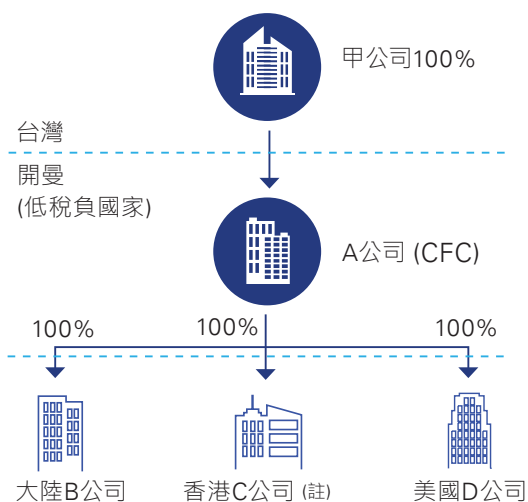 甲公司100%
台灣
開曼
(低稅負國家)
A公司 (CFC)
100%
100%
100%
大陸B公司
香港C公司 (註)
美國D公司